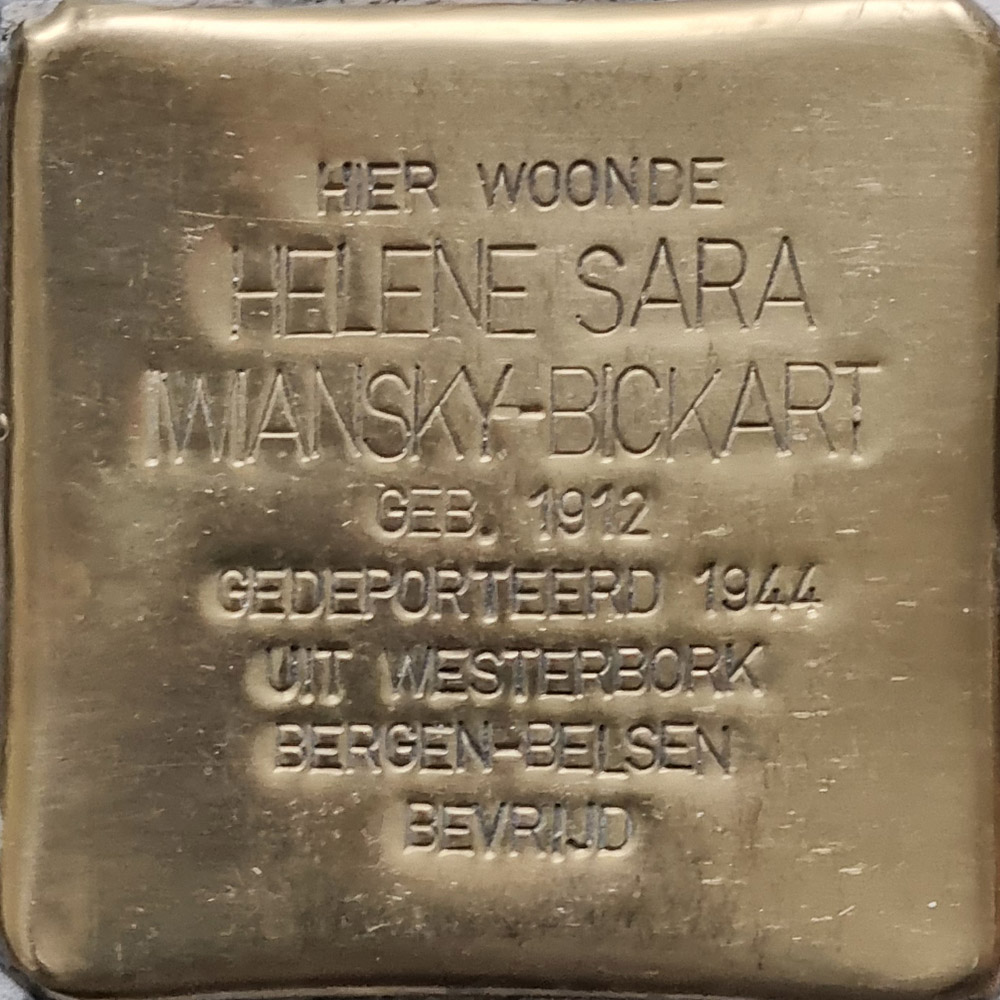 HIER WOONDE
HELENE SARA
IWIANSKY-BICKART
GEB. 1912
GEDEPORTEERD 1944
UIT WESTERBORK
BERGEN-BELSEN
BEVRIJD